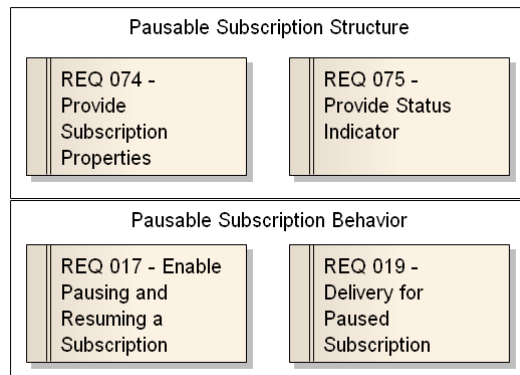 Pausable Subscription Structure
REQ 074 -
Provide
Subscription
Properties
REQ 075 -
Provide Status
Indicator
Pausable Subscription Behavior
REQ 017 - Enable
Pausing and
Resuming a
Subscription
REQ 019 -
Delivery for
Paused
Subscription